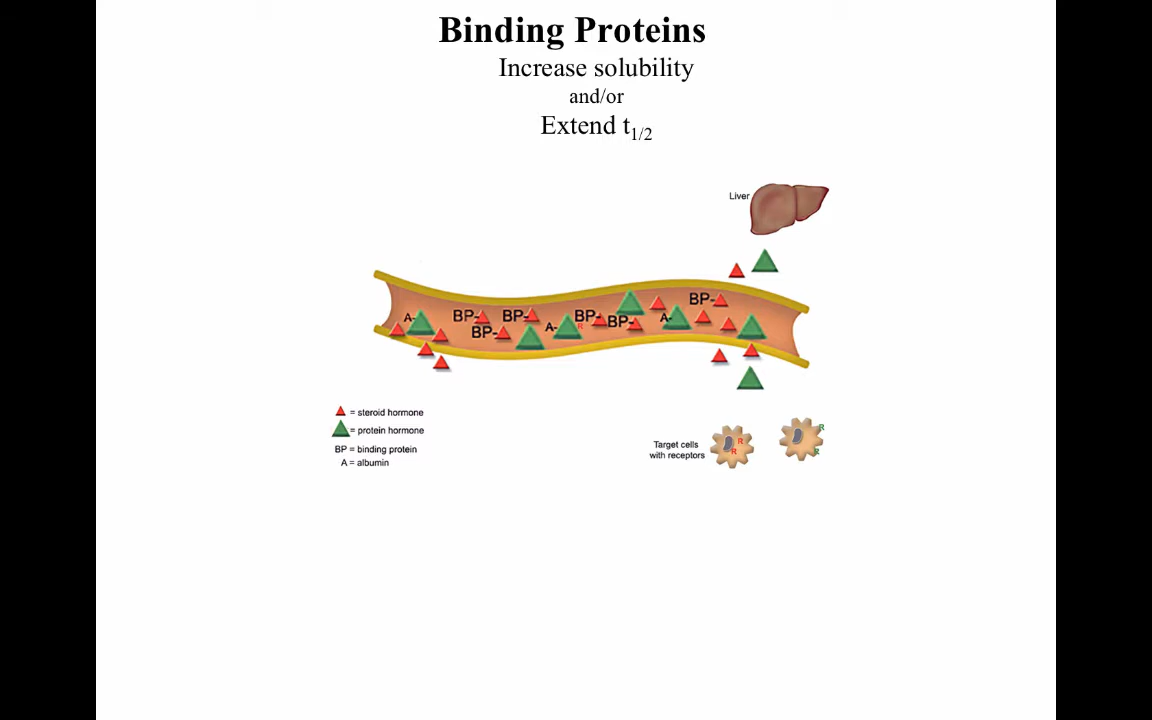 Binding Proteins
Increase solubility
and/or
Extend t1/2
Liver
BP-
A-
BP-
BP-
BP-
BP-
A-
R
BP-
A-
= steroid hormone
= protein hormone
BP = binding protein
A = albumin
Target cells
with receptors
R
R
R
R